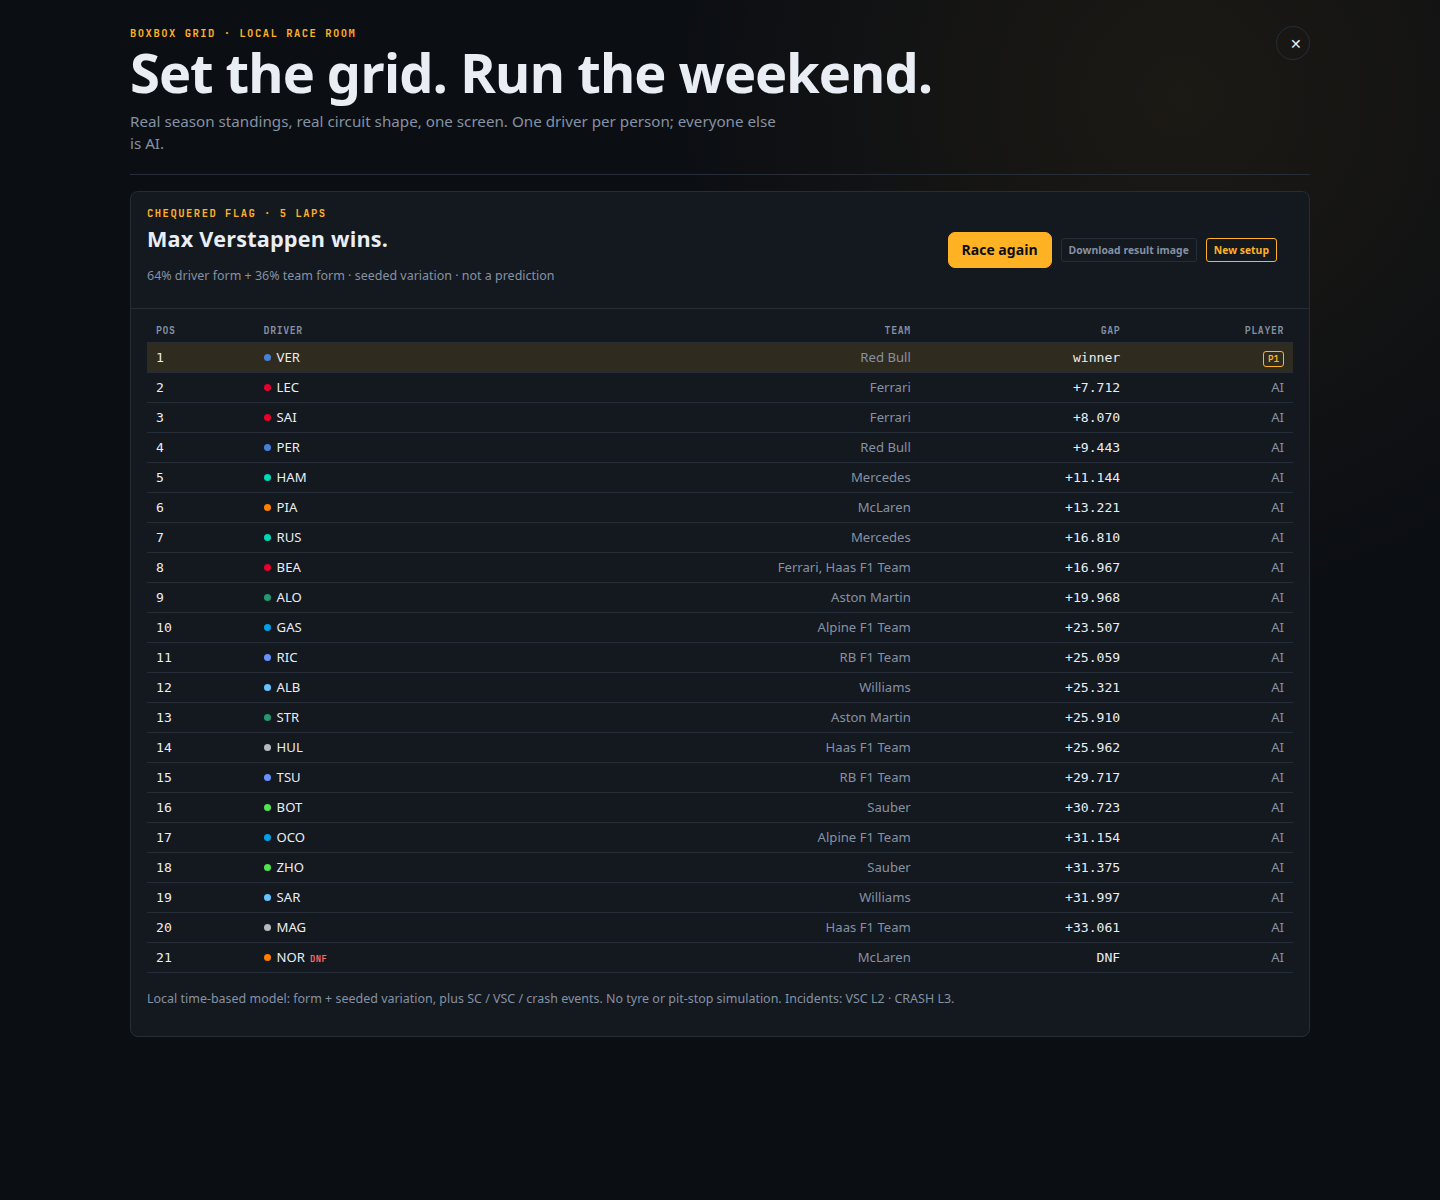 BOXBOX GRID · LOCAL RACE ROOM
Set the grid. Run the weekend.
Real season standings, real circuit shape, one screen. One driver per person; everyone else
is AI.
✕
CHEQUERED FLAG · 5 LAPS
Max Verstappen wins.
64% driver form + 36% team form · seeded variation · not a prediction
Race again
Download result image
New setup
POS DRIVER TEAM GAP PLAYER
1 VER Red Bull winner P1
2 LEC Ferrari +7.712 AI
3 SAI Ferrari +8.070 AI
4 PER Red Bull +9.443 AI
5 HAM Mercedes +11.144 AI
6 PIA McLaren +13.221 AI
7 RUS Mercedes +16.810 AI
8 BEA Ferrari, Haas F1 Team +16.967 AI
9 ALO Aston Martin +19.968 AI
10 GAS Alpine F1 Team +23.507 AI
11 RIC RB F1 Team +25.059 AI
12 ALB Williams +25.321 AI
13 STR Aston Martin +25.910 AI
14 HUL Haas F1 Team +25.962 AI
15 TSU RB F1 Team +29.717 AI
16 BOT Sauber +30.723 AI
17 OCO Alpine F1 Team +31.154 AI
18 ZHO Sauber +31.375 AI
19 SAR Williams +31.997 AI
20 MAG Haas F1 Team +33.061 AI
21 NOR DNF McLaren DNF AI
Local time-based model: form + seeded variation, plus SC / VSC / crash events. No tyre or pit-stop simulation. Incidents: VSC L2 · CRASH L3.